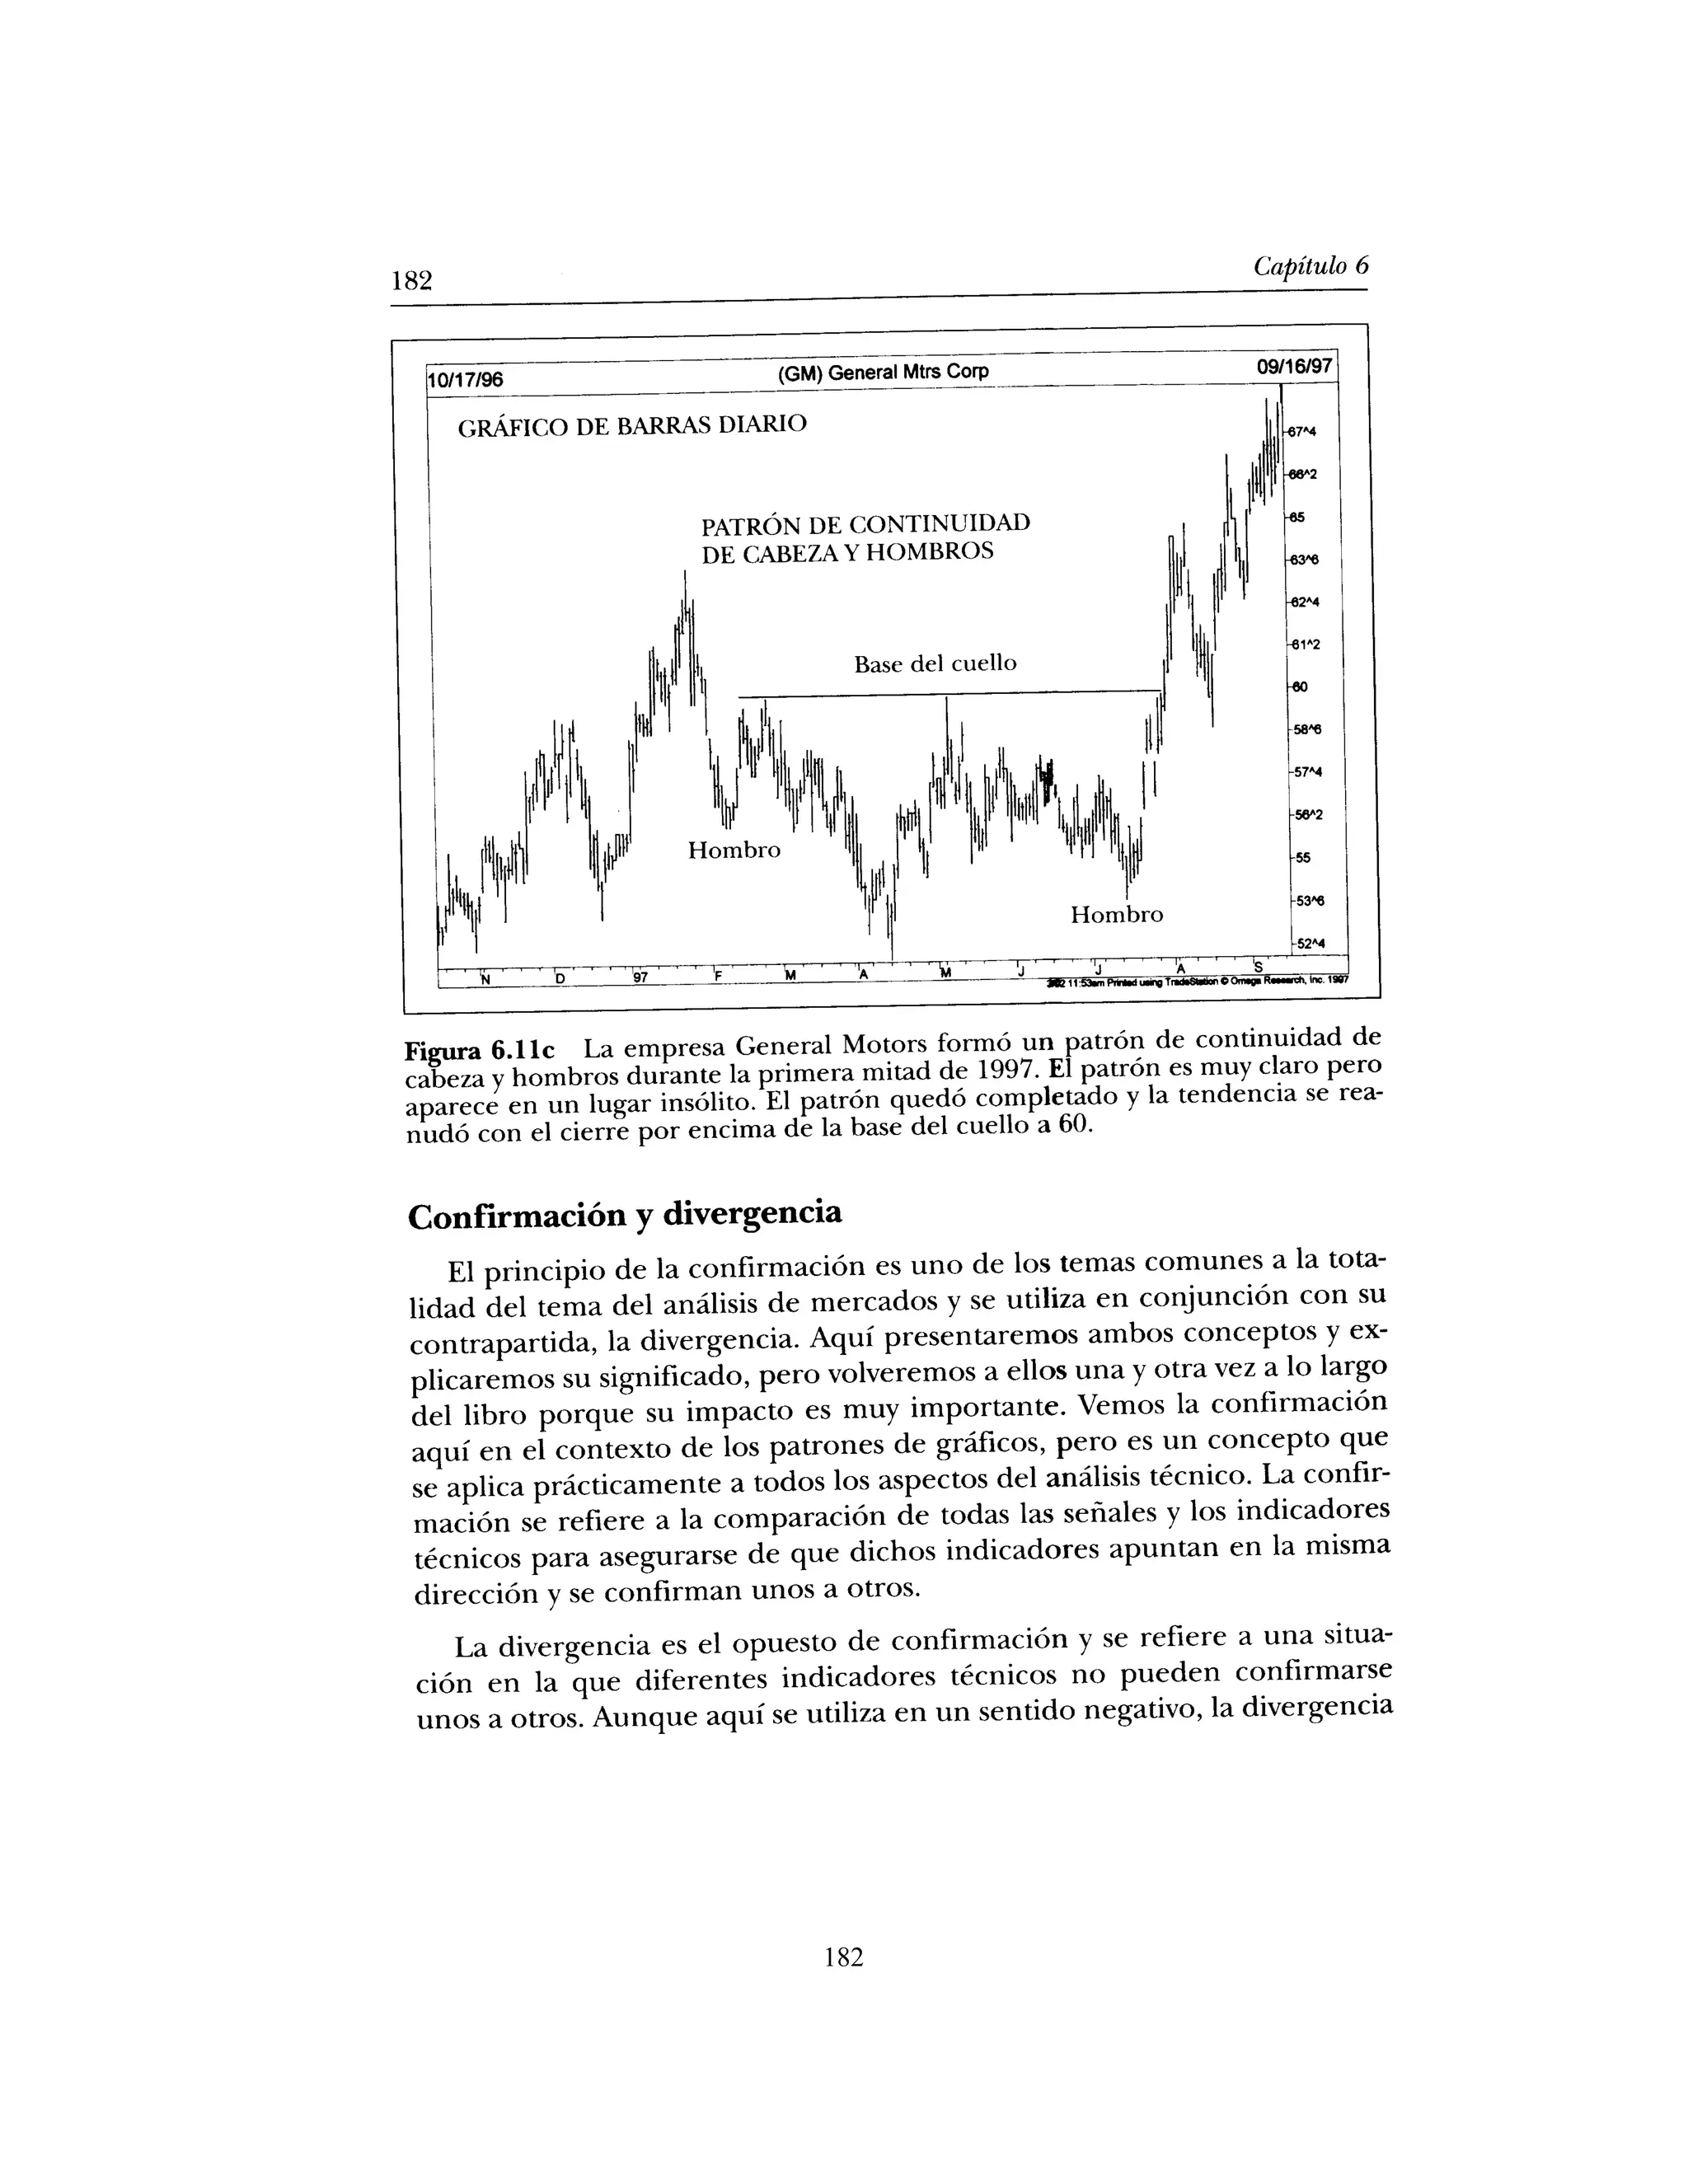 182
Capítulo 6
10/17/96
(GM) General Mtrs Corp
09/16/97
GRÁFICO DE BARRAS DIARIO
67^4
66^2
PATRÓN DE CONTINUIDAD
DE CABEZA Y HOMBROS
65
63^6
62^4
61^2
Base del cuello
60
58^6
57^4
56^2
Hombro
55
53^6
Hombro
52^4
N D 97 F M A M J J A S
11:53am Printed using TradeStation © Omega Research, Inc. 1997
Figura 6.11c La empresa General Motors formó un patrón de continuidad de
cabeza y hombros durante la primera mitad de 1997. El patrón es muy claro pero
aparece en un lugar insólito. El patrón quedó completado y la tendencia se rea-
nudó con el cierre por encima de la base del cuello a 60.
Confirmación y divergencia
El principio de la confirmación es uno de los temas comunes a la tota-
lidad del tema del análisis de mercados y se utiliza en conjunción con su
contrapartida, la divergencia. Aquí presentaremos ambos conceptos y ex-
plicaremos su significado, pero volveremos a ellos una y otra vez a lo largo
del libro porque su impacto es muy importante. Vemos la confirmación
aquí en el contexto de los patrones de gráficos, pero es un concepto que
se aplica prácticamente a todos los aspectos del análisis técnico. La confir-
mación se refiere a la comparación de todas las señales y los indicadores
técnicos para asegurarse de que dichos indicadores apuntan en la misma
dirección y se confirman unos a otros.
La divergencia es el opuesto de confirmación y se refiere a una situa-
ción en la que diferentes indicadores técnicos no pueden confirmarse
unos a otros. Aunque aquí se utiliza en un sentido negativo, la divergencia
182